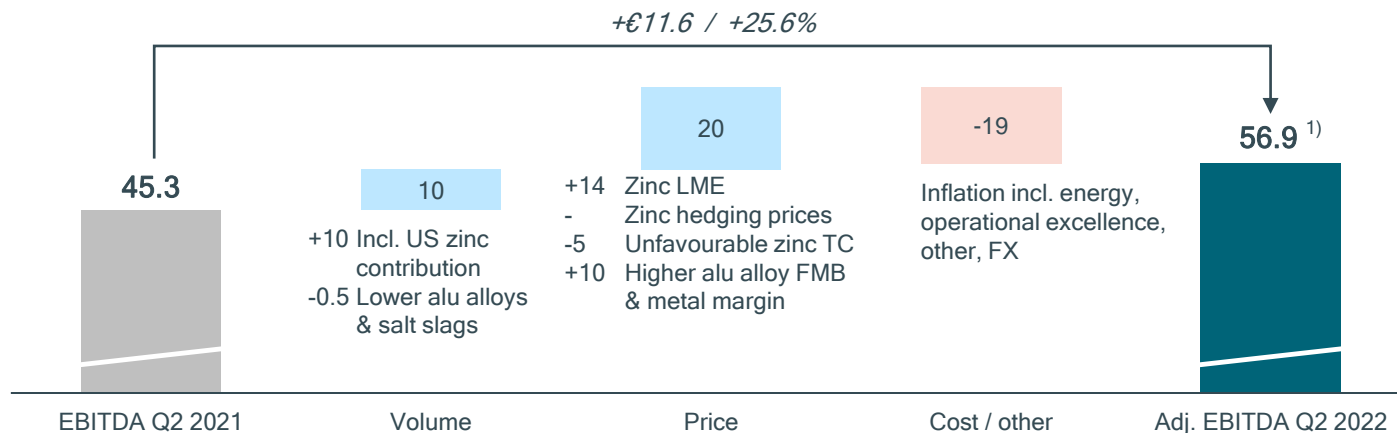 +€11.6 / +25.6%
45.3
10
+10 Incl. US zinc
contribution
-0.5 Lower alu alloys
& salt slags
20
+14 Zinc LME
- Zinc hedging prices
-5 Unfavourable zinc TC
+10 Higher alu alloy FMB
& metal margin
-19
Inflation incl. energy,
operational excellence,
other, FX
56.9 1)
EBITDA Q2 2021
Volume
Price
Cost / other
Adj. EBITDA Q2 2022